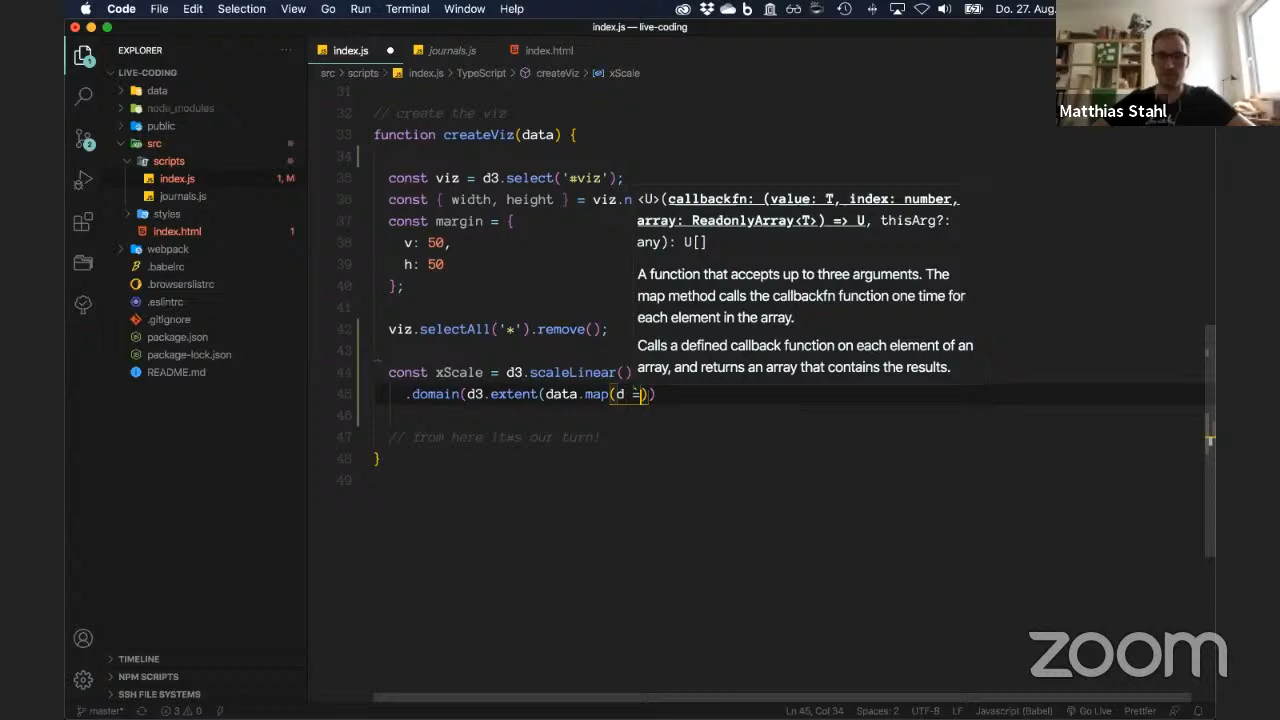 Code File Edit Selection View Go Run Terminal Window Help
Do. 27. Aug.
index.js — live-coding
EXPLORER
index.js
journals.js
index.html
src > scripts > index.js > TypeScript > createViz > xScale
LIVE-CODING
data
node_modules
public
src
scripts
index.js 1, M
journals.js
styles
index.html 1
webpack
.babelrc
.browserslistrc
.eslintrc
.gitignore
package.json
package-lock.json
README.md
TIMELINE
NPM SCRIPTS
SSH FILE SYSTEMS
1
2
31
32 // create the viz
33 function createViz(data) {
34
35 const viz = d3.select('#viz');
36 const { width, height } = viz.n
37 const margin = {
38 v: 50,
39 h: 50
40 };
41
42 viz.selectAll('*').remove();
43
44 const xScale = d3.scaleLinear()
45 .domain(d3.extent(data.map(d =))
46
47 // from here it#s our turn!
48 }
49
<U>(callbackfn: (value: T, index: number,
array: ReadonlyArray<T>) => U, thisArg?:
any): U[]
A function that accepts up to three arguments. The
map method calls the callbackfn function one time for
each element in the array.
Calls a defined callback function on each element of an
array, and returns an array that contains the results.
Matthias Stahl
zoom
master* 3 0
Ln 45, Col 34 Spaces: 2 UTF-8 LF Javascript (Babel) Go Live Prettier